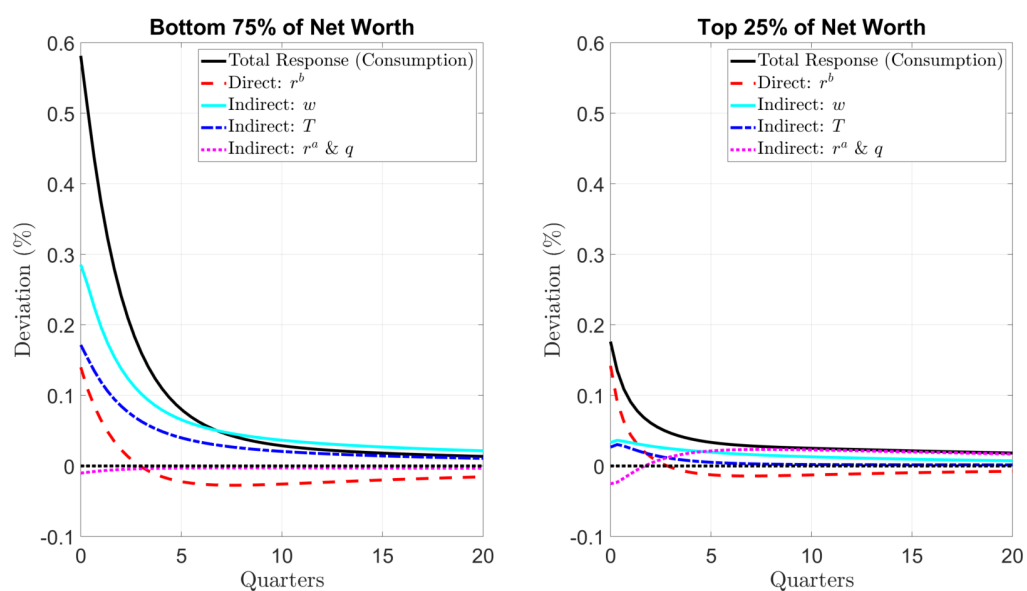 Bottom 75% of Net Worth
0.6
0.5
0.4
0.3
0.2
0.1
0
-0.1
Deviation (%)
Total Response (Consumption)
Direct: r^b
Indirect: w
Indirect: T
Indirect: r^a & q
0 5 10 15 20
Quarters
Top 25% of Net Worth
0.6
0.5
0.4
0.3
0.2
0.1
0
-0.1
Deviation (%)
Total Response (Consumption)
Direct: r^b
Indirect: w
Indirect: T
Indirect: r^a & q
0 5 10 15 20
Quarters